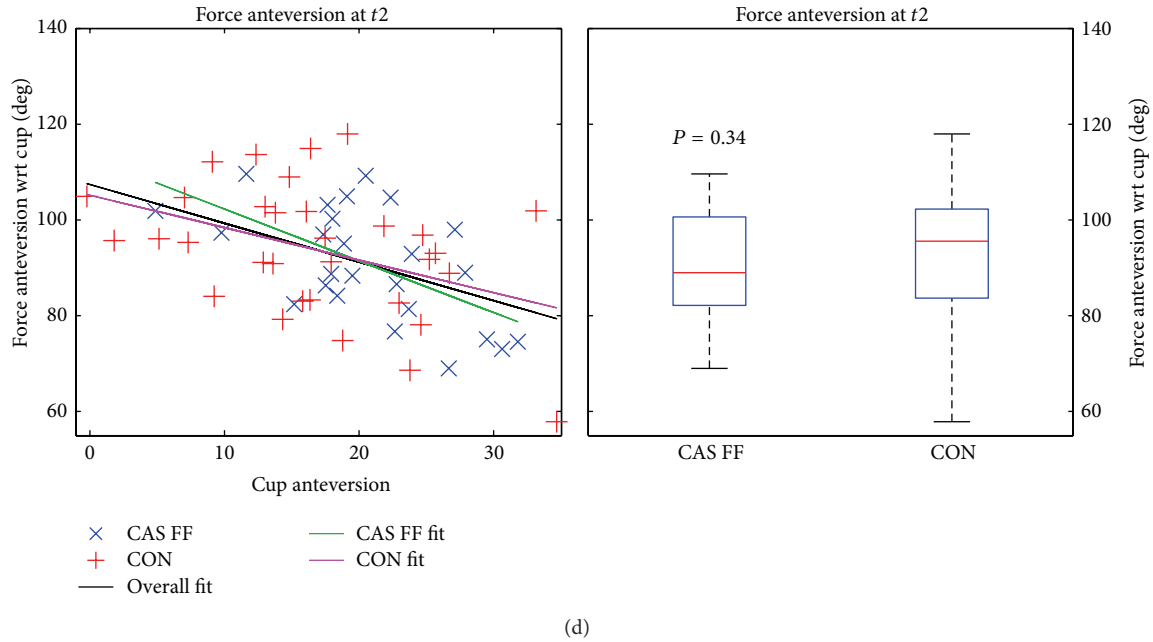 Force anteversion at t2
Force anteversion at t2
140
120
100
80
60
Force anteversion wrt cup (deg)
0 10 20 30
Cup anteversion
P = 0.34
CAS FF CON
140
120
100
80
60
Force anteversion wrt cup (deg)
CAS FF
CON
Overall fit
CAS FF fit
CON fit
(d)